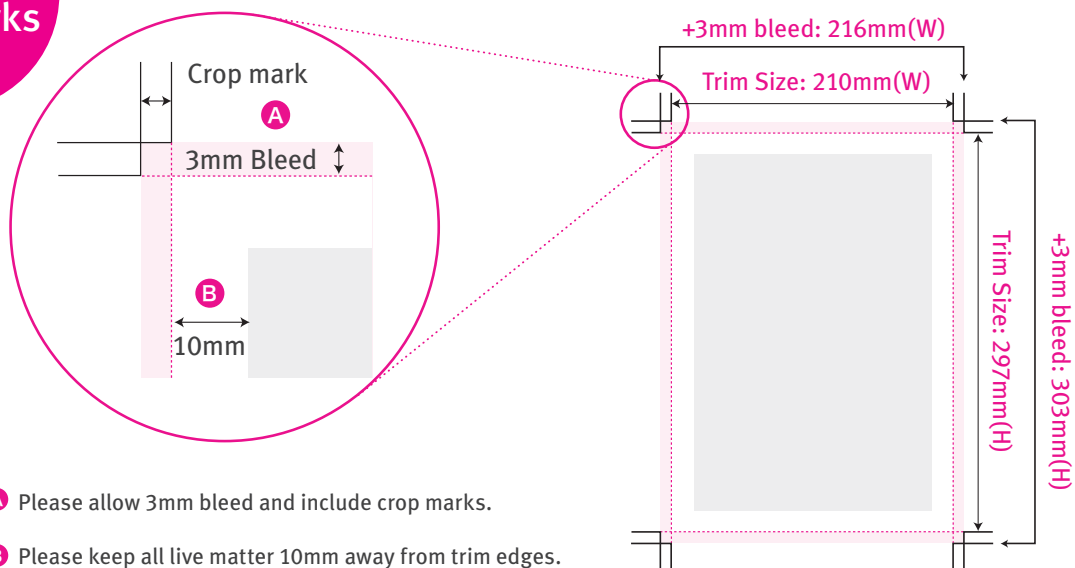 +3mm bleed: 216mm(W)
Trim Size: 210mm(W)
Crop mark
A
3mm Bleed
B
10mm
Trim Size: 297mm(H)
+3mm bleed: 303mm(H)
Please allow 3mm bleed and include crop marks.
Please keep all live matter 10mm away from trim edges.